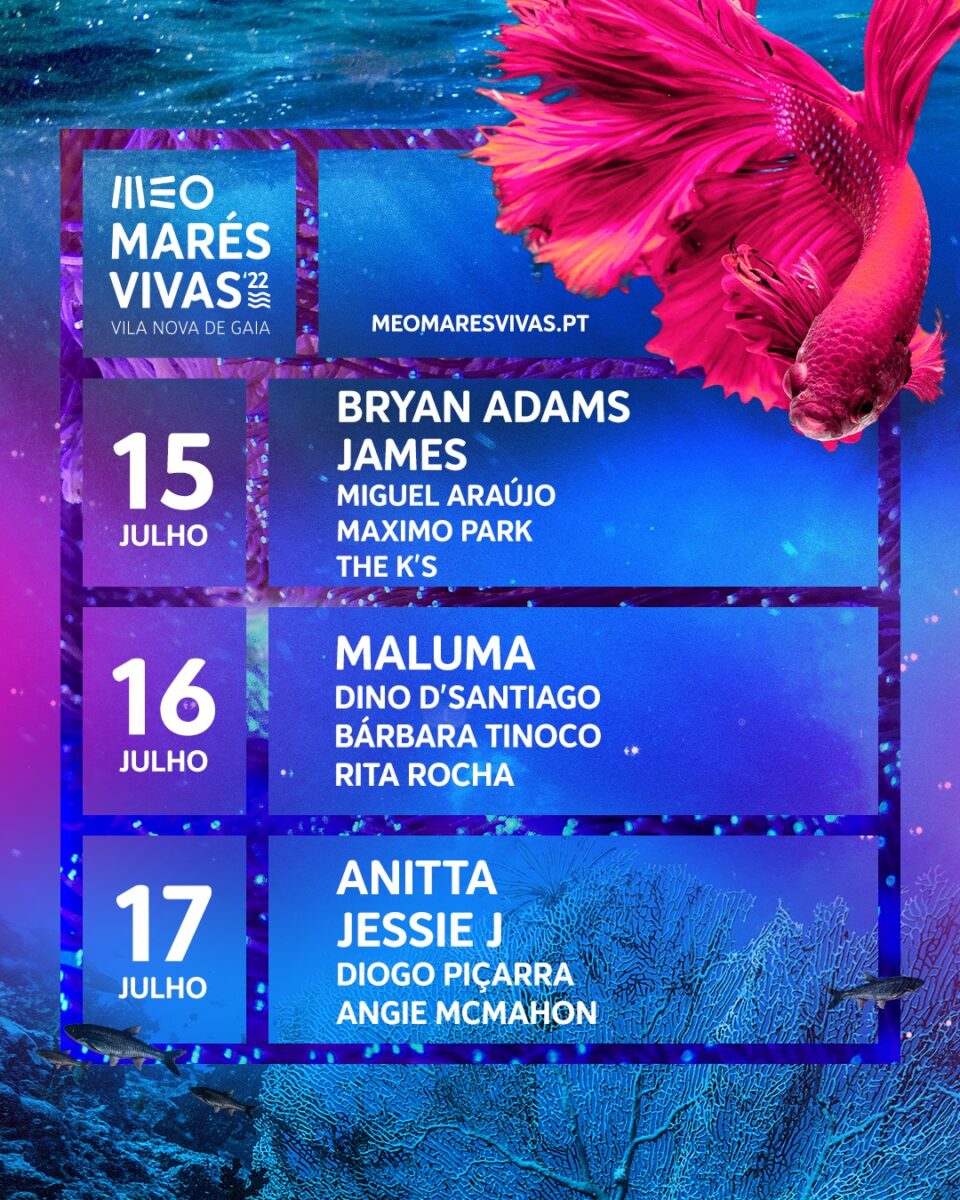 MEO
MARÉS
VIVAS'22
VILA NOVA DE GAIA
MEOMARESVIVAS.PT
15
JULHO
BRYAN ADAMS
JAMES
MIGUEL ARAÚJO
MAXIMO PARK
THE K'S
16
JULHO
MALUMA
DINO D'SANTIAGO
BÁRBARA TINOCO
RITA ROCHA
17
JULHO
ANITTA
JESSIE J
DIOGO PIÇARRA
ANGIE MCMAHON